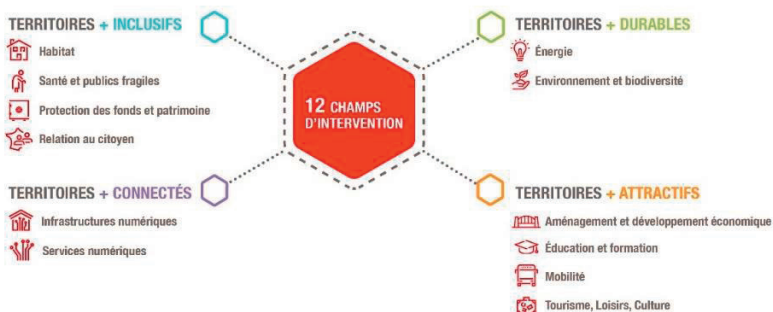 TERRITOIRES + INCLUSIFS
Habitat
Santé et publics fragiles
Protection des fonds et patrimoine
Relation au citoyen
TERRITOIRES + DURABLES
Énergie
Environnement et biodiversité
12 CHAMPS
D'INTERVENTION
TERRITOIRES + CONNECTÉS
Infrastructures numériques
Services numériques
TERRITOIRES + ATTRACTIFS
Aménagement et développement économique
Éducation et formation
Mobilité
Tourisme, Loisirs, Culture